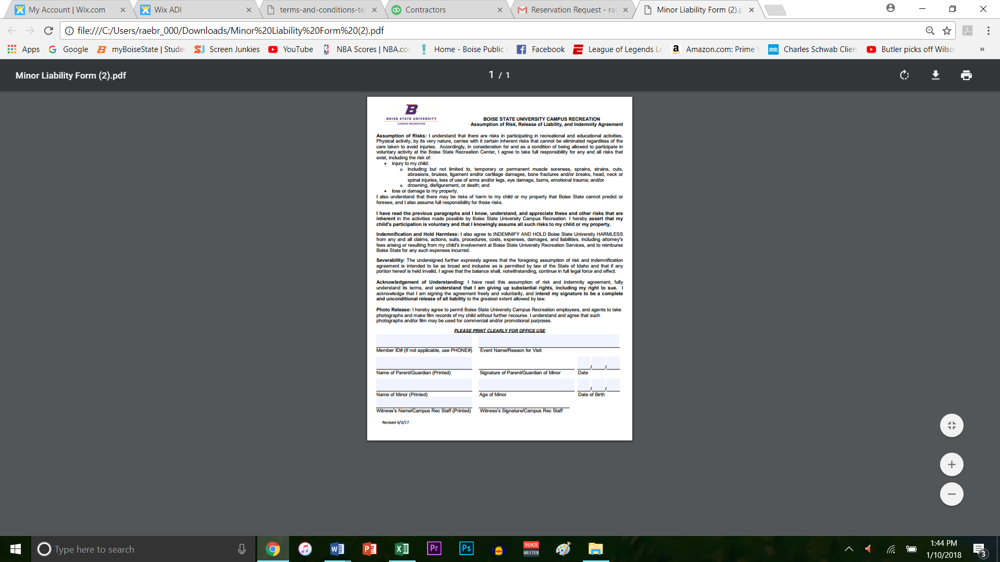 My Account | Wix.com
Wix ADI
terms-and-conditions-te
Contractors
Reservation Request - rae
Minor Liability Form (2).p
file:///C:/Users/raebr_000/Downloads/Minor%20Liability%20Form%20(2).pdf
Apps Google myBoiseState | Stude Screen Junkies YouTube NBA Scores | NBA.co Home - Boise Public Facebook League of Legends Le Amazon.com: Prime Charles Schwab Clien Butler picks off Wilso »
Minor Liability Form (2).pdf
1 / 1
B
BOISE STATE UNIVERSITY
CAMPUS RECREATION
BOISE STATE UNIVERSITY CAMPUS RECREATION
Assumption of Risk, Release of Liability, and Indemnity Agreement
Assumption of Risks: I understand that there are risks in participating in recreational and educational activities.
Physical activity, by its very nature, carries with it certain inherent risks that cannot be eliminated regardless of the
care taken to avoid injuries. Accordingly, in consideration for and as a condition of being allowed to participate in
voluntary activity at the Boise State Recreation Center, I agree to take full responsibility for any and all risks that
exist, including the risk of:
• injury to my child:
o including but not limited to, temporary or permanent muscle soreness, sprains, strains, cuts,
abrasions, bruises, ligament and/or cartilage damages, bone fractures and/or breaks, head, neck or
spinal injuries, loss of use of arms and/or legs, eye damage, burns, emotional trauma; and/or
o drowning, disfigurement, or death; and
• loss or damage to my property.
I also understand that there may be risks of harm to my child or my property that Boise State cannot predict or
foresee, and I also assume full responsibility for those risks.
I have read the previous paragraphs and I know, understand, and appreciate these and other risks that are
inherent in the activities made possible by Boise State University Campus Recreation. I hereby assert that my
child's participation is voluntary and that I knowingly assume all such risks to my child or my property.
Indemnification and Hold Harmless: I also agree to INDEMNIFY AND HOLD Boise State University HARMLESS
from any and all claims, actions, suits, procedures, costs, expenses, damages, and liabilities, including attorney's
fees arising or resulting from my child's involvement at Boise State University Recreation Services, and to reimburse
Boise State for any such expenses incurred.
Severability: The undersigned further expressly agrees that the foregoing assumption of risk and indemnification
agreement is intended to be as broad and inclusive as is permitted by law of the State of Idaho and that if any
portion hereof is held invalid, I agree that the balance shall, notwithstanding, continue in full legal force and effect.
Acknowledgement of Understanding: I have read this assumption of risk and indemnity agreement, fully
understand its terms, and understand that I am giving up substantial rights, including my right to sue. I
acknowledge that I am signing the agreement freely and voluntarily, and intend my signature to be a complete
and unconditional release of all liability to the greatest extent allowed by law.
Photo Release: I hereby agree to permit Boise State University Campus Recreation employees, and agents to take
photographs and make film records of my child without further recourse. I understand and agree that such
photographs and/or film may be used for commercial and/or promotional purposes.
PLEASE PRINT CLEARLY FOR OFFICE USE
Member ID# (If not applicable, use PHONE#) Event Name/Reason for Visit
/ /
Name of Parent/Guardian (Printed) Signature of Parent/Guardian of Minor Date
/ /
Name of Minor (Printed) Age of Minor Date of Birth
Witness's Name/Campus Rec Staff (Printed) Witness's Signature/Campus Rec Staff
Revised 4/3/17
Type here to search
Pr
Ps
VOICE
MEETER
1:44 PM
1/10/2018
3